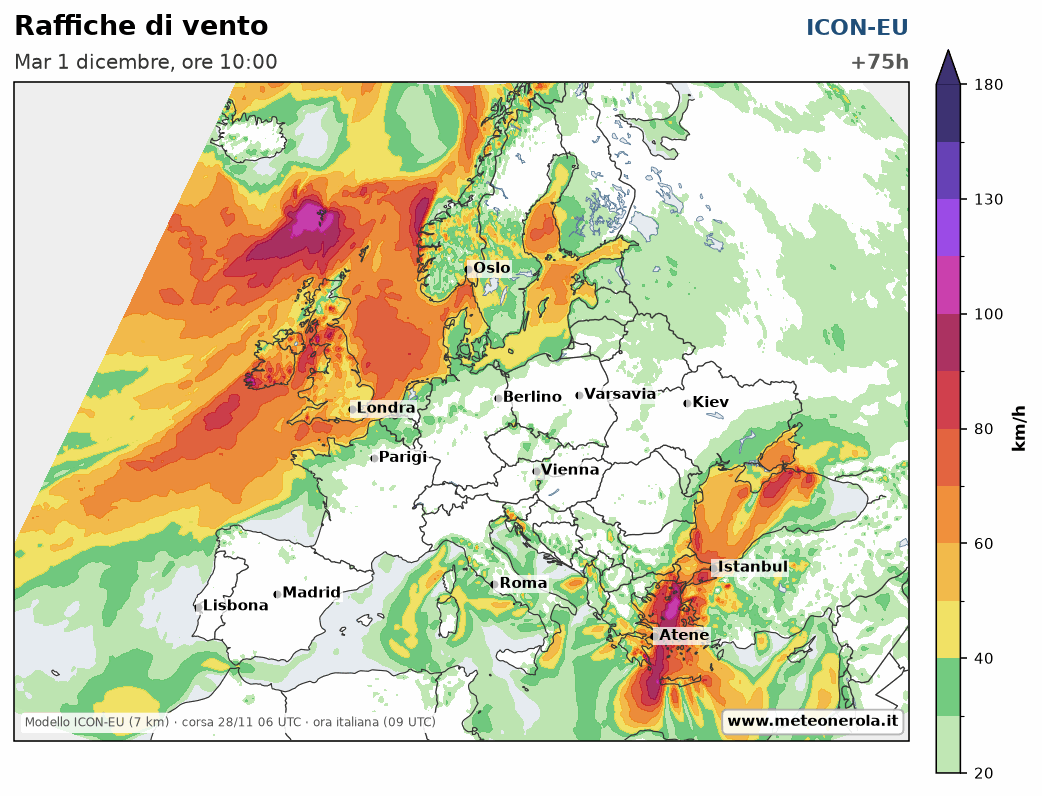 Raffiche di vento
ICON-EU
Mar 1 dicembre, ore 10:00
+75h
180
130
100
80
60
40
20
km/h
Oslo
Londra
Berlino
Varsavia
Kiev
Parigi
Vienna
Istanbul
Roma
Madrid
Lisbona
Atene
Modello ICON-EU (7 km) · corsa 28/11 06 UTC · ora italiana (09 UTC)
www.meteonerola.it